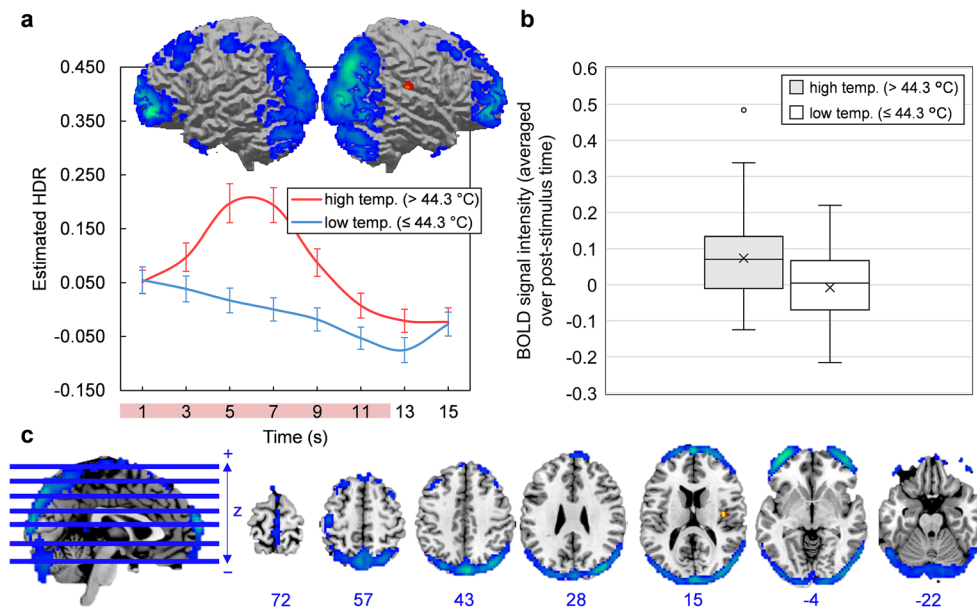 a
0.450
0.350
0.250
0.150
0.050
-0.050
-0.150
Estimated HDR
high temp. (> 44.3 °C)
low temp. (≤ 44.3 °C)
1 3 5 7 9 11 13 15
Time (s)
b
0.6
0.5
0.4
0.3
0.2
0.1
0
-0.1
-0.2
-0.3
BOLD signal intensity (averaged
over post-stimulus time)
high temp. (> 44.3 °C)
low temp. (≤ 44.3 °C)
c
+
z
–
72 57 43 28 15 -4 -22